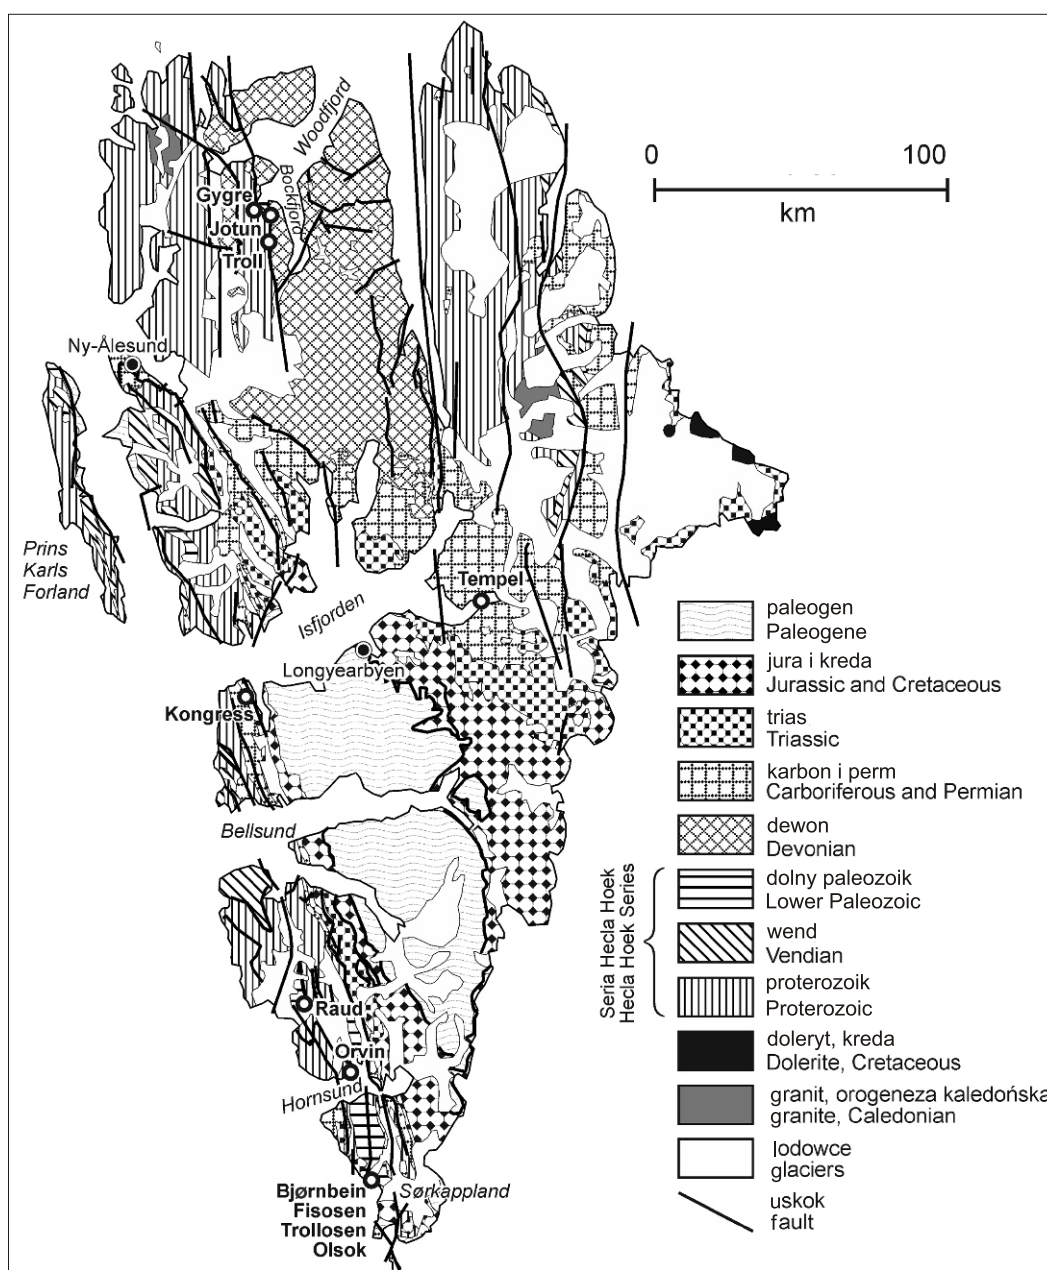 Woodfjord
Bockfjord
0 100
km
Gygre
Jotun
Troll
Ny-Ålesund
Prins
Karls
Forland
Isfjorden
Tempel
Longyearbyen
Kongress
Bellsund
Raud
Orvin
Hornsund
Bjørnbein
Fisosen
Trollosen
Olsok
Sørkappland
paleogen
Paleogene
jura i kreda
Jurassic and Cretaceous
trias
Triassic
karbon i perm
Carboriferous and Permian
dewon
Devonian
Seria Hecla Hoek
Hecla Hoek Series
dolny paleozoik
Lower Paleozoic
wend
Vendian
proterozoik
Proterozoic
doleryt, kreda
Dolerite, Cretaceous
granit, orogeneza kaledońska
granite, Caledonian
lodowce
glaciers
uskok
fault